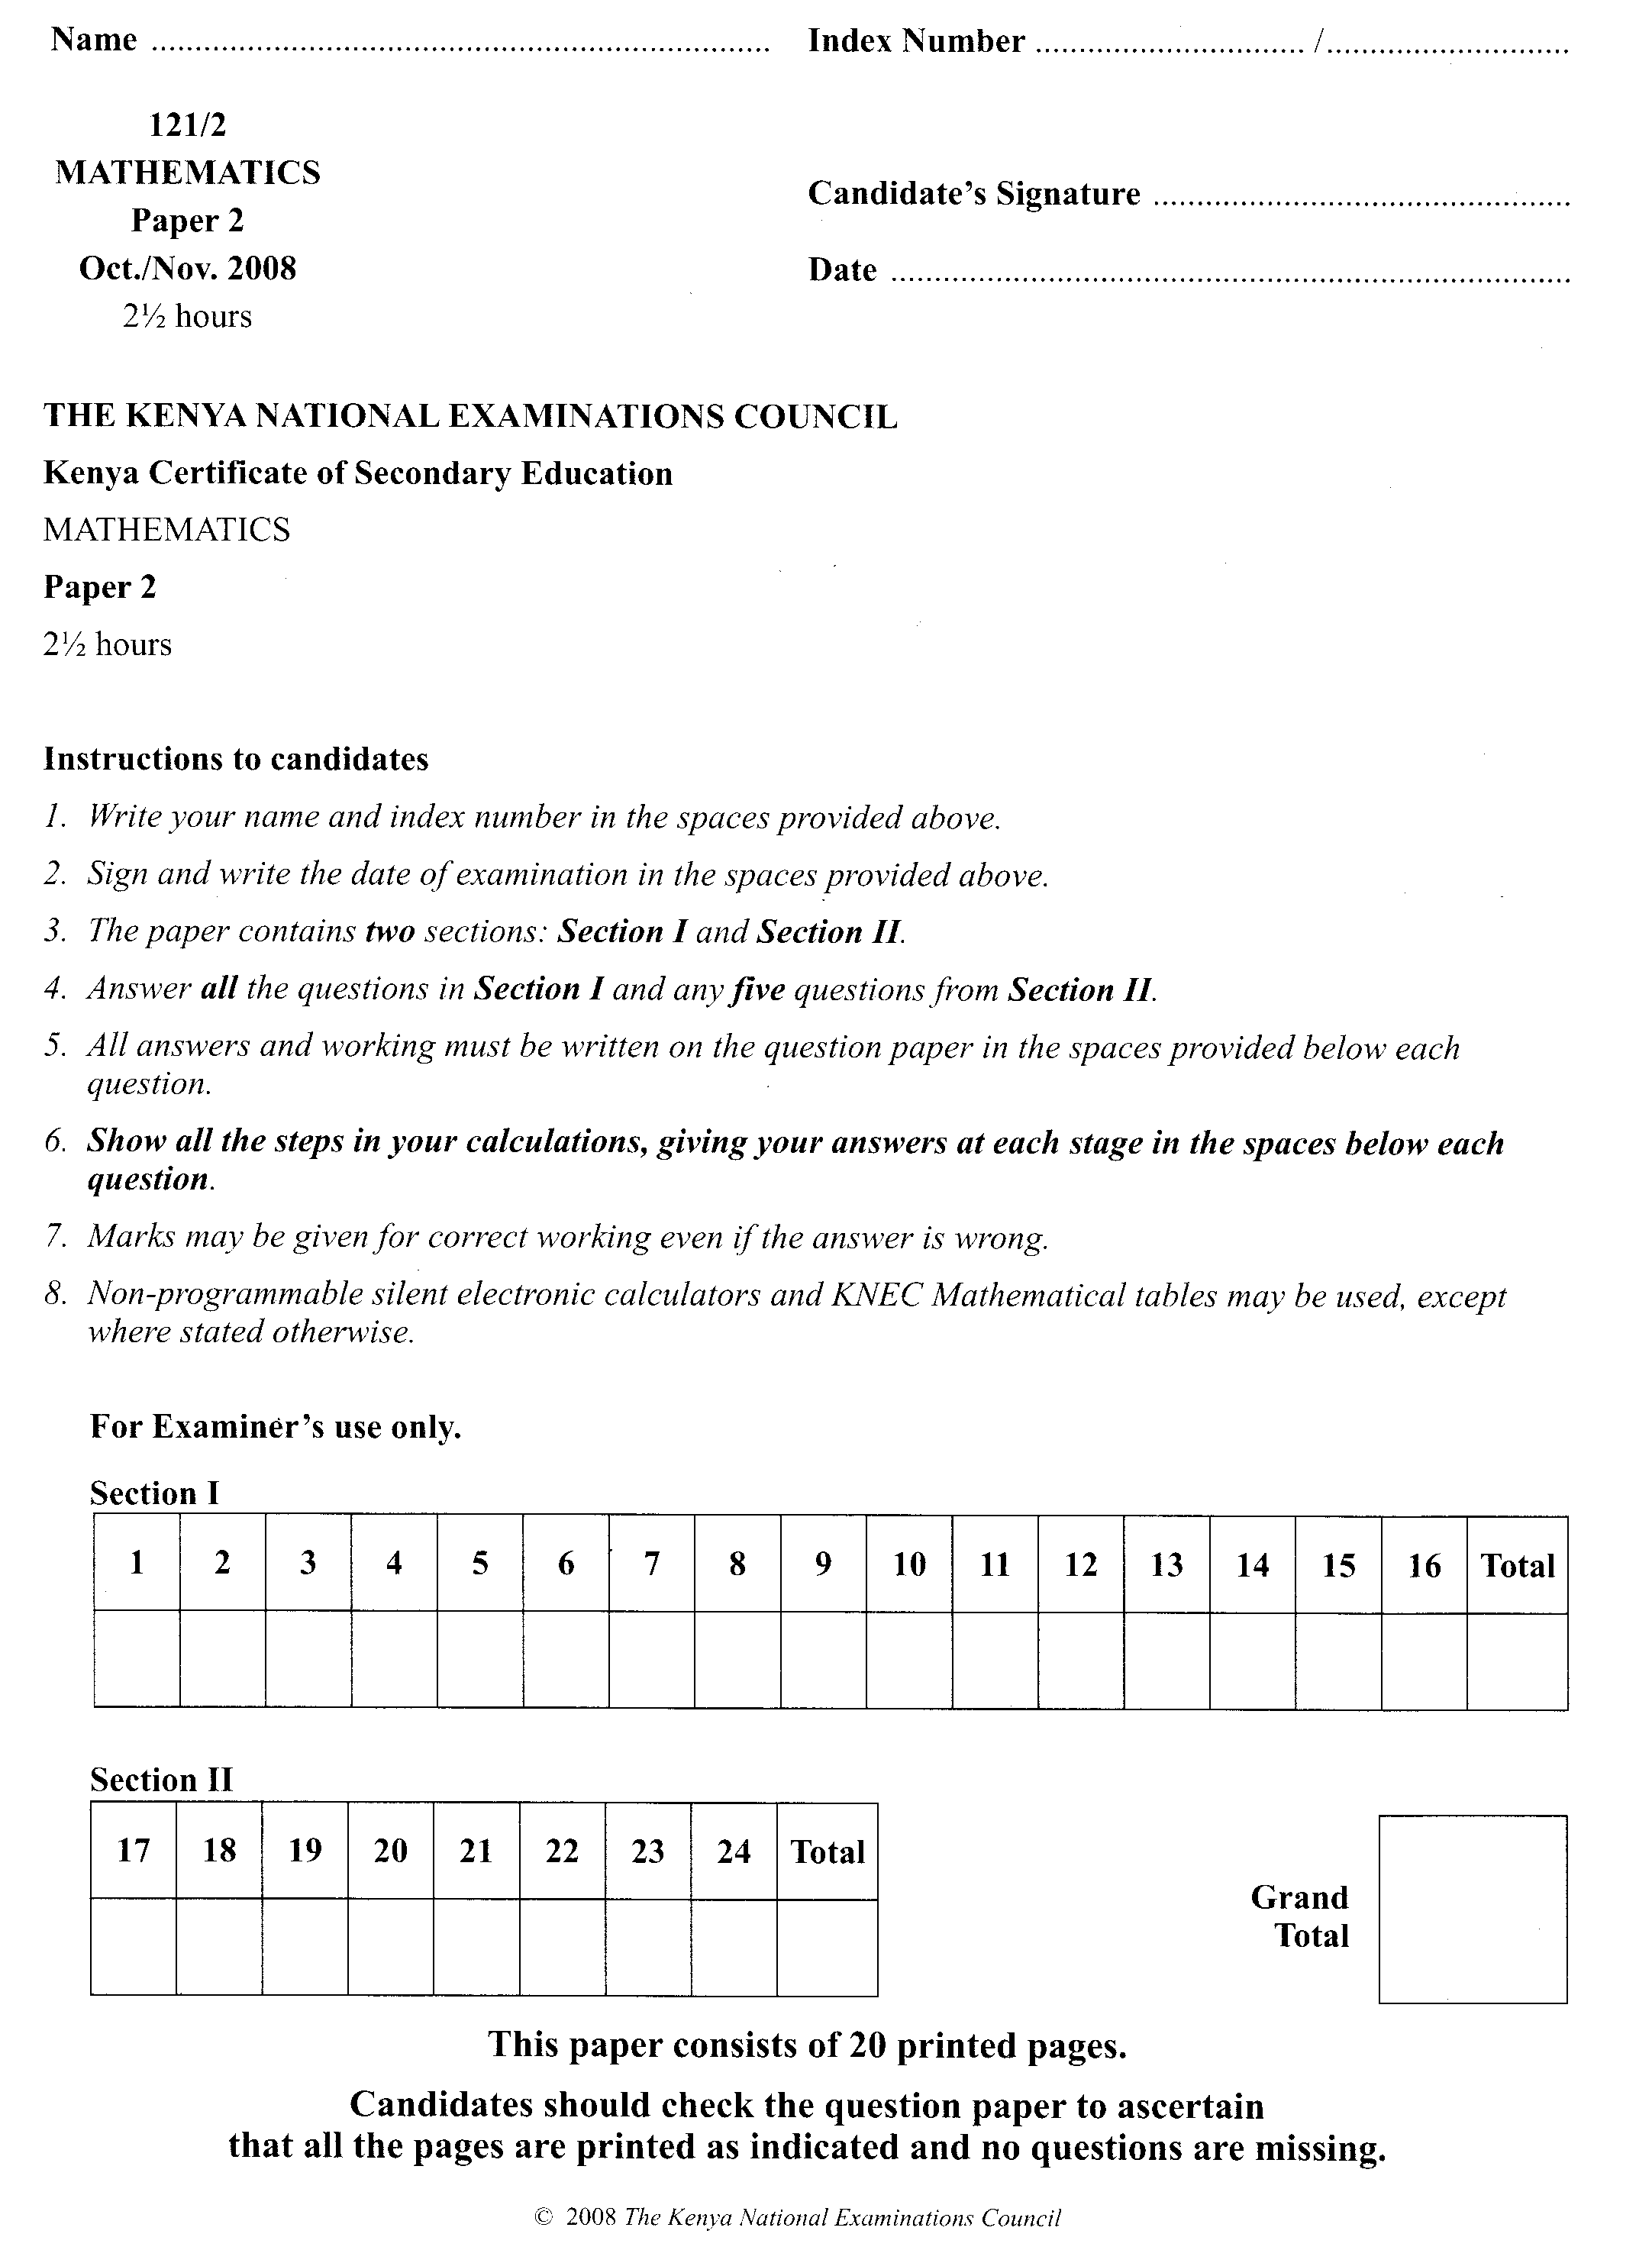 Name ........................................................................ Index Number ............................... /............................
121/2
MATHEMATICS
Paper 2
Oct./Nov. 2008
2½ hours
Candidate's Signature ................................................
Date ...............................................................................
THE KENYA NATIONAL EXAMINATIONS COUNCIL
Kenya Certificate of Secondary Education
MATHEMATICS
Paper 2
2½ hours
Instructions to candidates
1. Write your name and index number in the spaces provided above.
2. Sign and write the date of examination in the spaces provided above.
3. The paper contains two sections: Section I and Section II.
4. Answer all the questions in Section I and any five questions from Section II.
5. All answers and working must be written on the question paper in the spaces provided below each
question.
6. Show all the steps in your calculations, giving your answers at each stage in the spaces below each
question.
7. Marks may be given for correct working even if the answer is wrong.
8. Non-programmable silent electronic calculators and KNEC Mathematical tables may be used, except
where stated otherwise.
For Examiner's use only.
Section I
1 2 3 4 5 6 7 8 9 10 11 12 13 14 15 16 Total
Section II
17 18 19 20 21 22 23 24 Total
Grand
Total
This paper consists of 20 printed pages.
Candidates should check the question paper to ascertain
that all the pages are printed as indicated and no questions are missing.
© 2008 The Kenya National Examinations Council